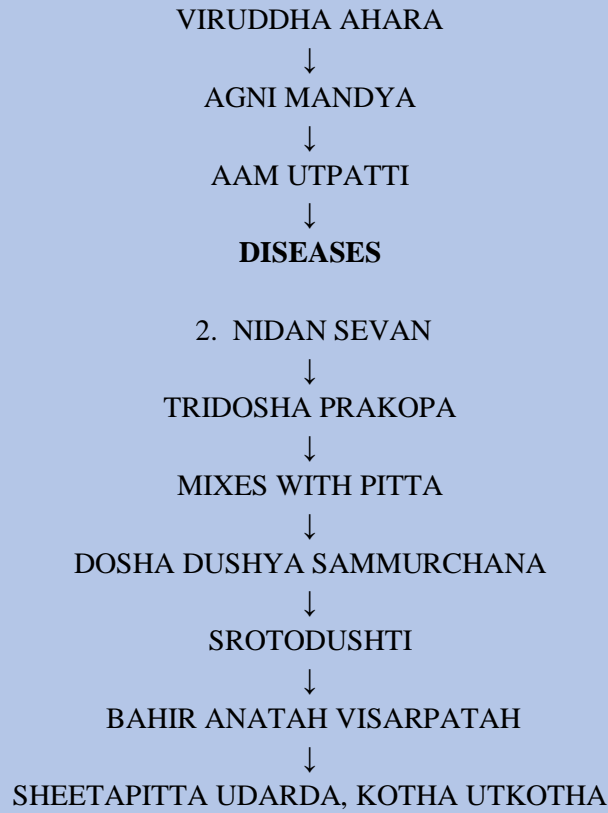 VIRUDDHA AHARA
↓
AGNI MANDYA
↓
AAM UTPATTI
↓
DISEASES
2. NIDAN SEVAN
↓
TRIDOSHA PRAKOPA
↓
MIXES WITH PITTA
↓
DOSHA DUSHYA SAMMURCHANA
↓
SROTODUSHTI
↓
BAHIR ANATAH VISARPATAH
↓
SHEETAPITTA UDARDA, KOTHA UTKOTHA